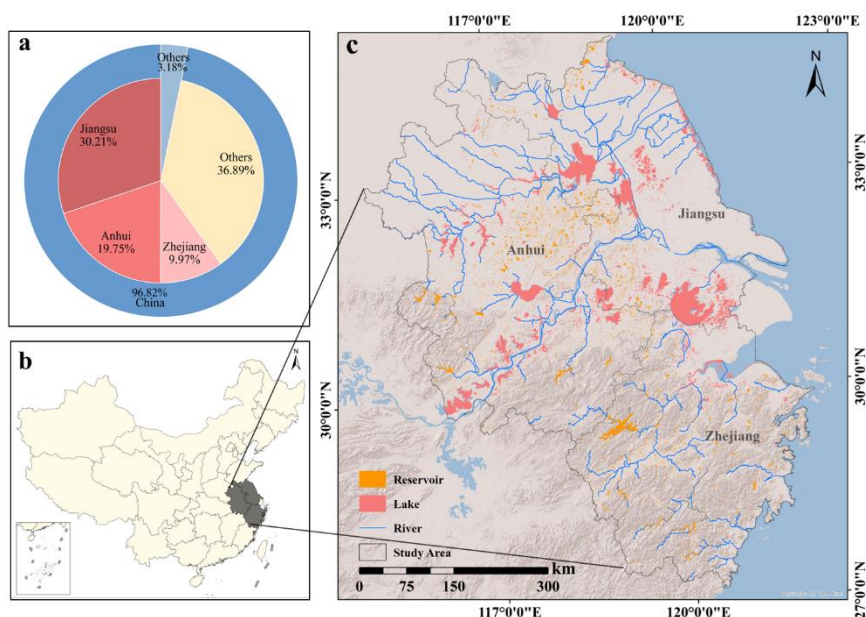 a
Others
3.18%
Jiangsu
30.21%
Others
36.89%
Anhui
19.75%
Zhejiang
9.97%
96.82%
China
b
N
c
117°0'0"E
120°0'0"E
123°0'0"E
N
33°0'0"N
33°0'0"N
Jiangsu
Anhui
30°0'0"N
30°0'0"N
Zhejiang
Reservoir
Lake
River
Study Area
km
0 75 150 300
27°0'0"N
117°0'0"E
120°0'0"E